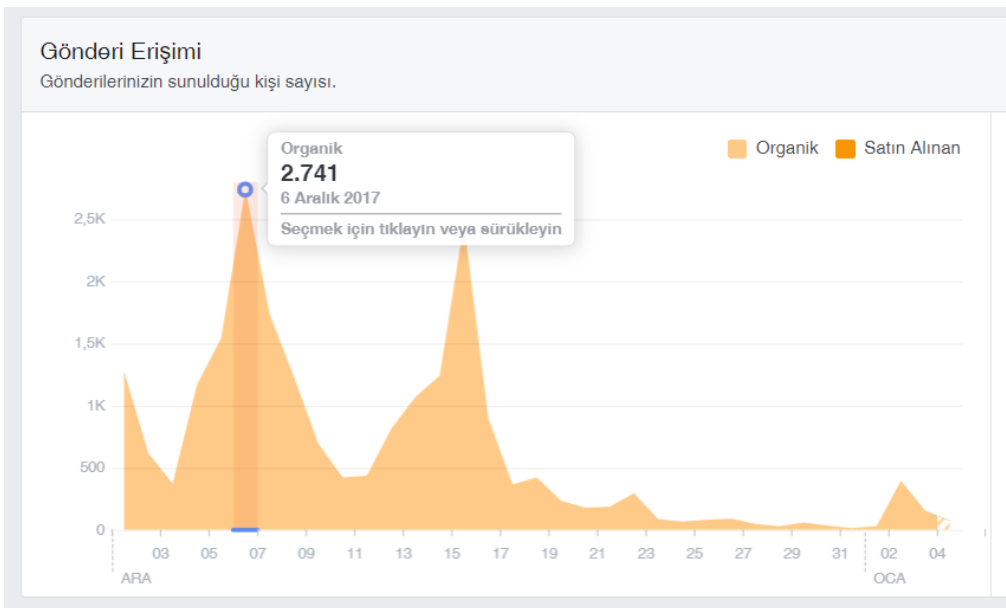 Gönderi Erişimi
Gönderilerinizin sunulduğu kişi sayısı.
Organik
2.741
6 Aralık 2017
Seçmek için tıklayın veya sürükleyin
Organik Satın Alınan
2,5K
2K
1,5K
1K
500
0
03 05 07 09 11 13 15 17 19 21 23 25 27 29 31 02 04
ARA OCA